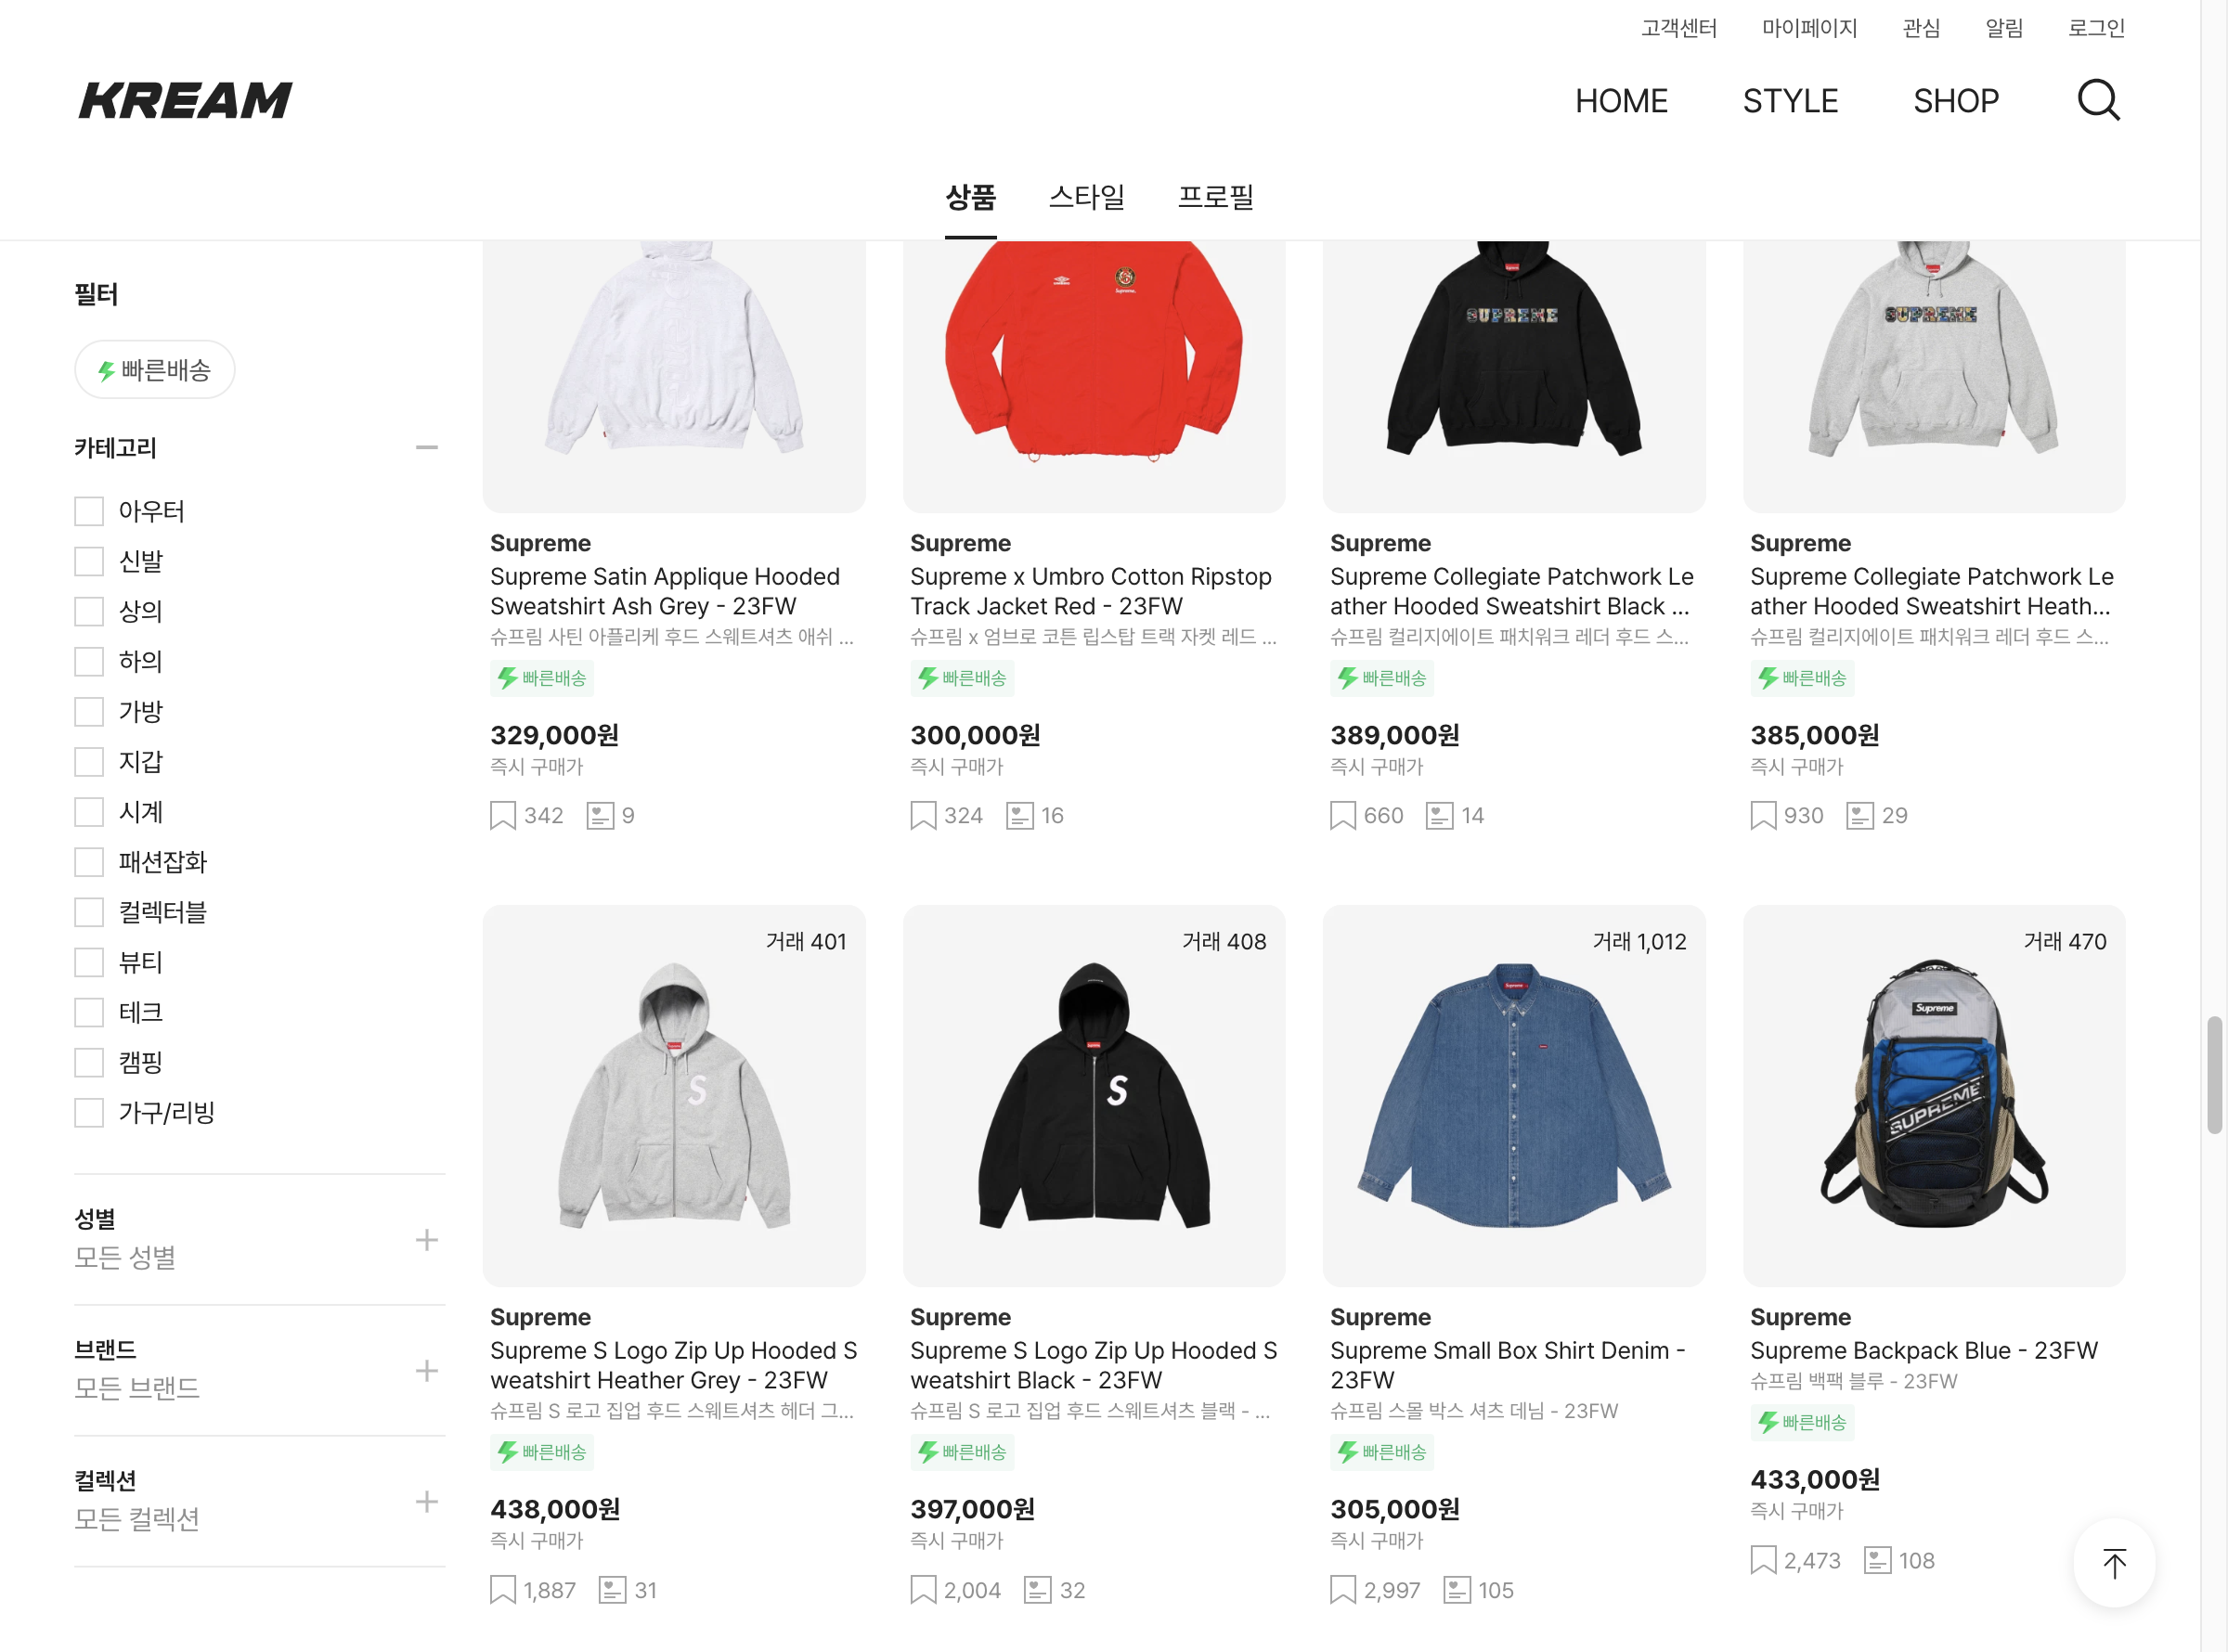 고객센터 마이페이지 관심 알림 로그인
KREAM
HOME STYLE SHOP
상품 스타일 프로필
필터
빠른배송
카테고리
아우터
신발
상의
하의
가방
지갑
시계
패션잡화
컬렉터블
뷰티
테크
캠핑
가구/리빙
성별
모든 성별
브랜드
모든 브랜드
컬렉션
모든 컬렉션
Supreme
Supreme Satin Applique Hooded
Sweatshirt Ash Grey - 23FW
슈프림 사틴 아플리케 후드 스웨트셔츠 애쉬 ...
빠른배송
329,000원
즉시 구매가
342 9
Supreme.
Supreme
Supreme x Umbro Cotton Ripstop
Track Jacket Red - 23FW
슈프림 x 엄브로 코튼 립스탑 트랙 자켓 레드 ...
빠른배송
300,000원
즉시 구매가
324 16
Supreme
SUPREME
Supreme
Supreme Collegiate Patchwork Le
ather Hooded Sweatshirt Black ...
슈프림 컬리지에이트 패치워크 레더 후드 스...
빠른배송
389,000원
즉시 구매가
660 14
Supreme
SUPREME
Supreme
Supreme Collegiate Patchwork Le
ather Hooded Sweatshirt Heath...
슈프림 컬리지에이트 패치워크 레더 후드 스...
빠른배송
385,000원
즉시 구매가
930 29
거래 401
Supreme
S
Supreme
Supreme S Logo Zip Up Hooded S
weatshirt Heather Grey - 23FW
슈프림 S 로고 집업 후드 스웨트셔츠 헤더 그...
빠른배송
438,000원
즉시 구매가
1,887 31
거래 408
Supreme
S
Supreme
Supreme S Logo Zip Up Hooded S
weatshirt Black - 23FW
슈프림 S 로고 집업 후드 스웨트셔츠 블랙 - ...
빠른배송
397,000원
즉시 구매가
2,004 32
거래 1,012
Supreme
Supreme
Supreme Small Box Shirt Denim -
23FW
슈프림 스몰 박스 셔츠 데님 - 23FW
빠른배송
305,000원
즉시 구매가
2,997 105
거래 470
Supreme
SUPREME
Supreme
Supreme Backpack Blue - 23FW
슈프림 백팩 블루 - 23FW
빠른배송
433,000원
즉시 구매가
2,473 108